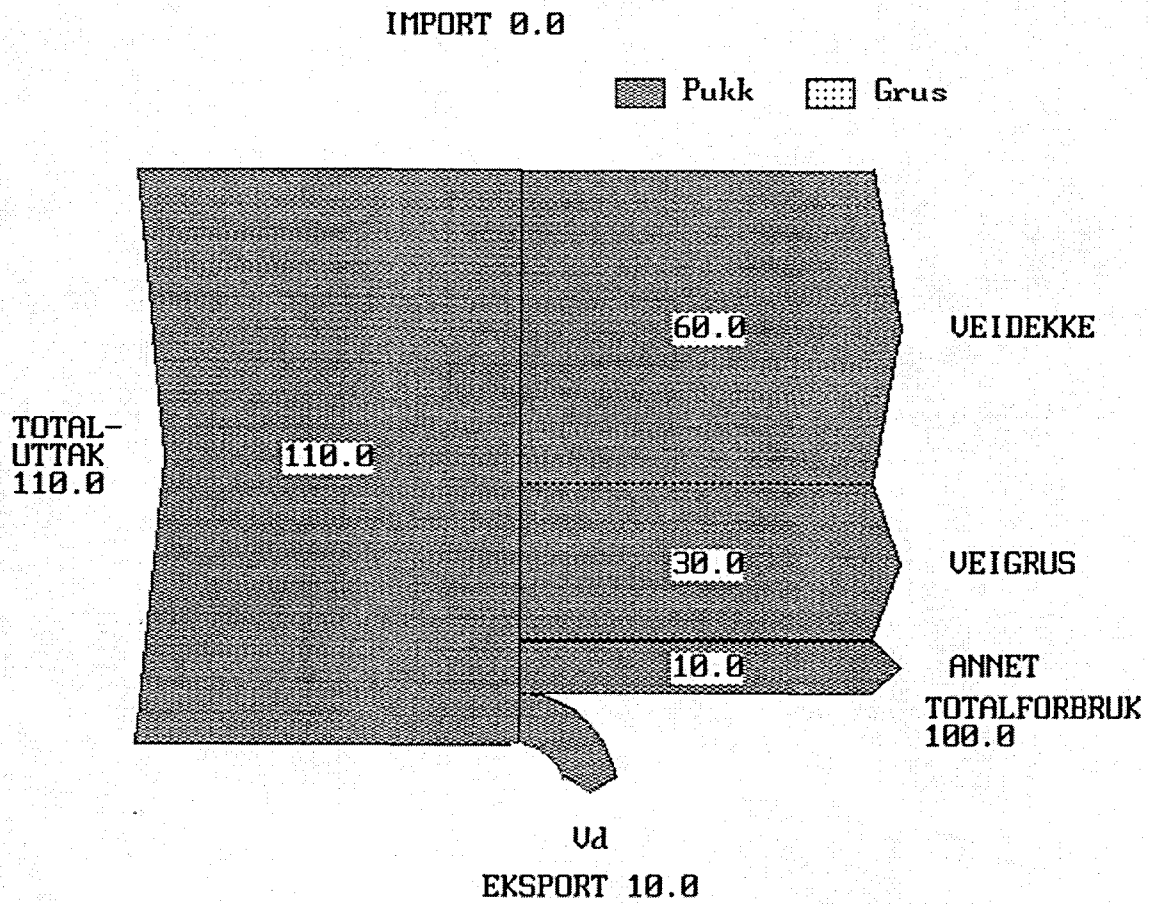 IMPORT 0.0
Pukk Grus
60.0 VEIDEKKE
TOTAL-
UTTAK
110.0
110.0
30.0 VEIGRUS
10.0 ANNET
TOTALFORBRUK
100.0
Vd
EKSPORT 10.0